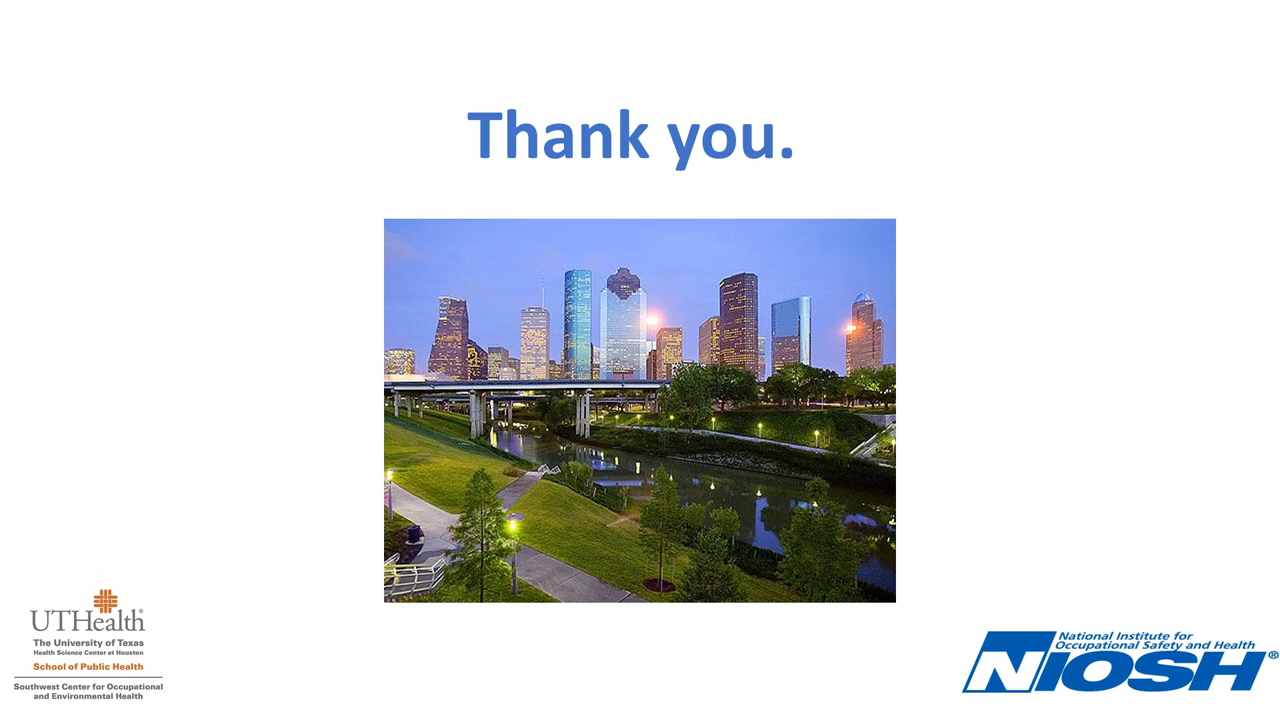 Thank you.
UTHealth®
The University of Texas
Health Science Center at Houston
School of Public Health
Southwest Center for Occupational
and Environmental Health
National Institute for
Occupational Safety and Health
NIOSH®